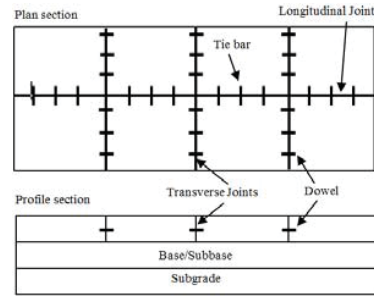 Plan section
Longitudinal Joint
Tie bar
Transverse Joints
Dowel
Profile section
Base/Subbase
Subgrade